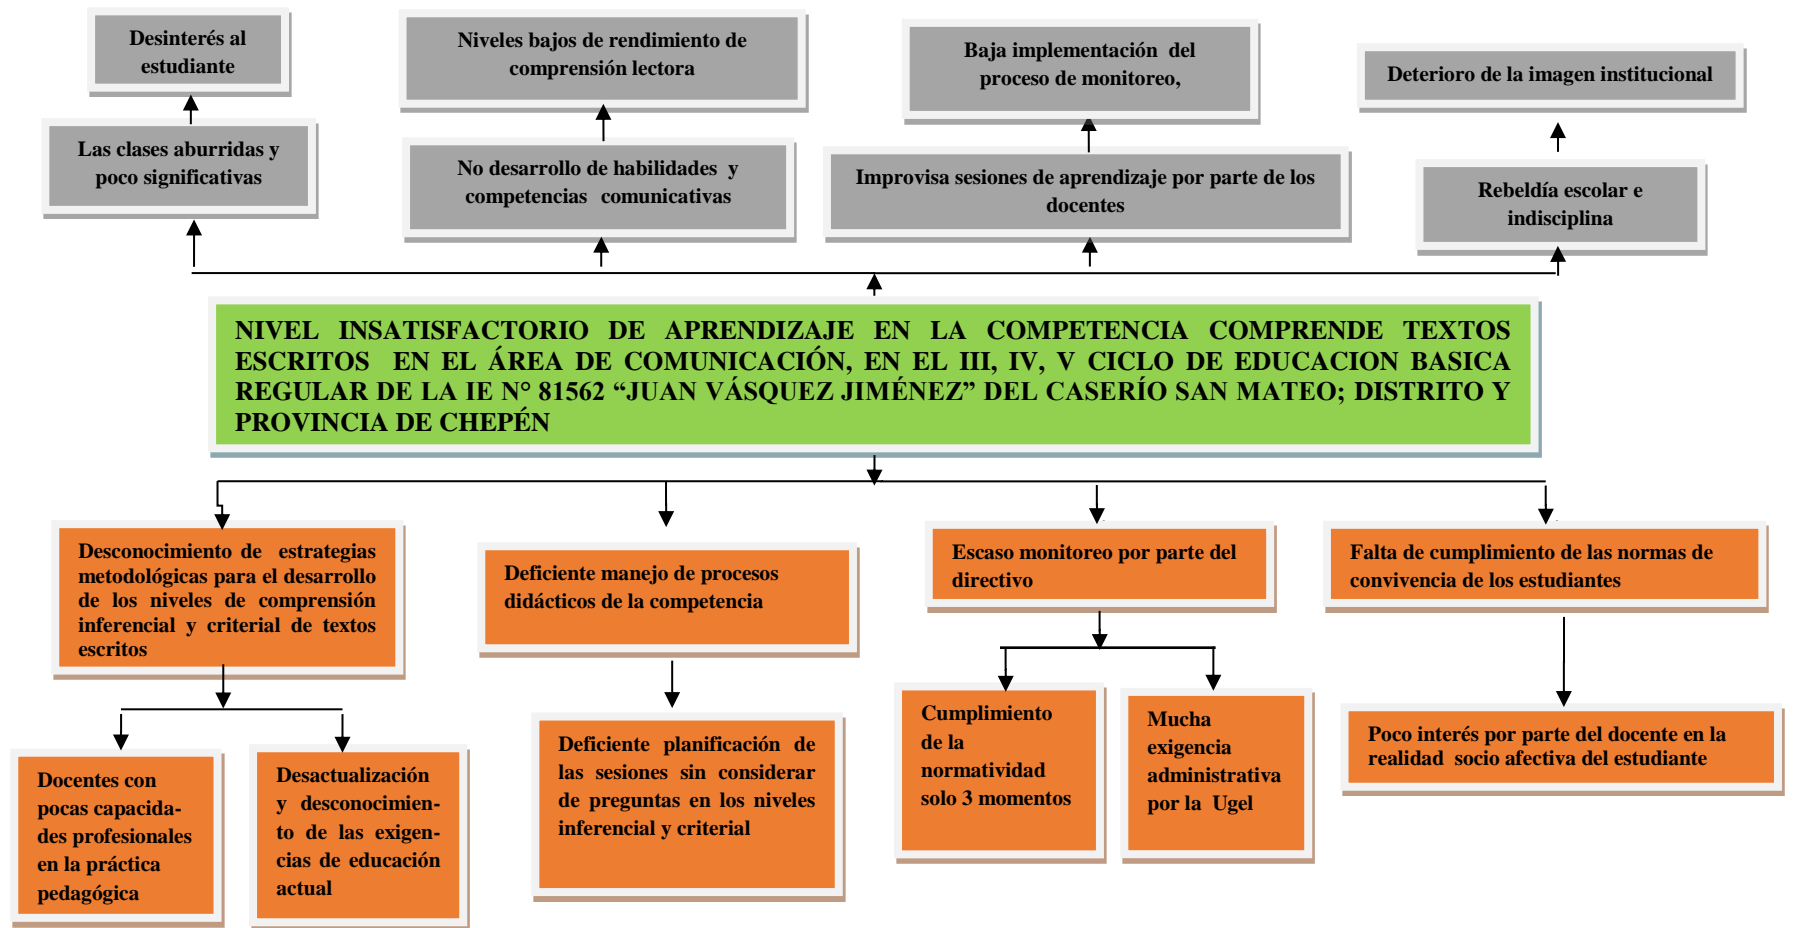 Desinterés al
estudiante
Niveles bajos de rendimiento de
comprensión lectora
Baja implementación del
proceso de monitoreo,
Deterioro de la imagen institucional
Las clases aburridas y
poco significativas
No desarrollo de habilidades y
competencias comunicativas
Improvisa sesiones de aprendizaje por parte de los
docentes
Rebeldía escolar e
indisciplina
NIVEL INSATISFACTORIO DE APRENDIZAJE EN LA COMPETENCIA COMPRENDE TEXTOS
ESCRITOS EN EL ÁREA DE COMUNICACIÓN, EN EL III, IV, V CICLO DE EDUCACION BASICA
REGULAR DE LA IE N° 81562 “JUAN VÁSQUEZ JIMÉNEZ” DEL CASERÍO SAN MATEO; DISTRITO Y
PROVINCIA DE CHEPÉN
Desconocimiento de estrategias
metodológicas para el desarrollo
de los niveles de comprensión
inferencial y criterial de textos
escritos
Deficiente manejo de procesos
didácticos de la competencia
Escaso monitoreo por parte del
directivo
Falta de cumplimiento de las normas de
convivencia de los estudiantes
Docentes con
pocas capacida-
des profesionales
en la práctica
pedagógica
Desactualización
y desconocimien-
to de las exigen-
cias de educación
actual
Deficiente planificación de
las sesiones sin considerar
de preguntas en los niveles
inferencial y criterial
Cumplimiento
de la
normatividad
solo 3 momentos
Mucha
exigencia
administrativa
por la Ugel
Poco interés por parte del docente en la
realidad socio afectiva del estudiante